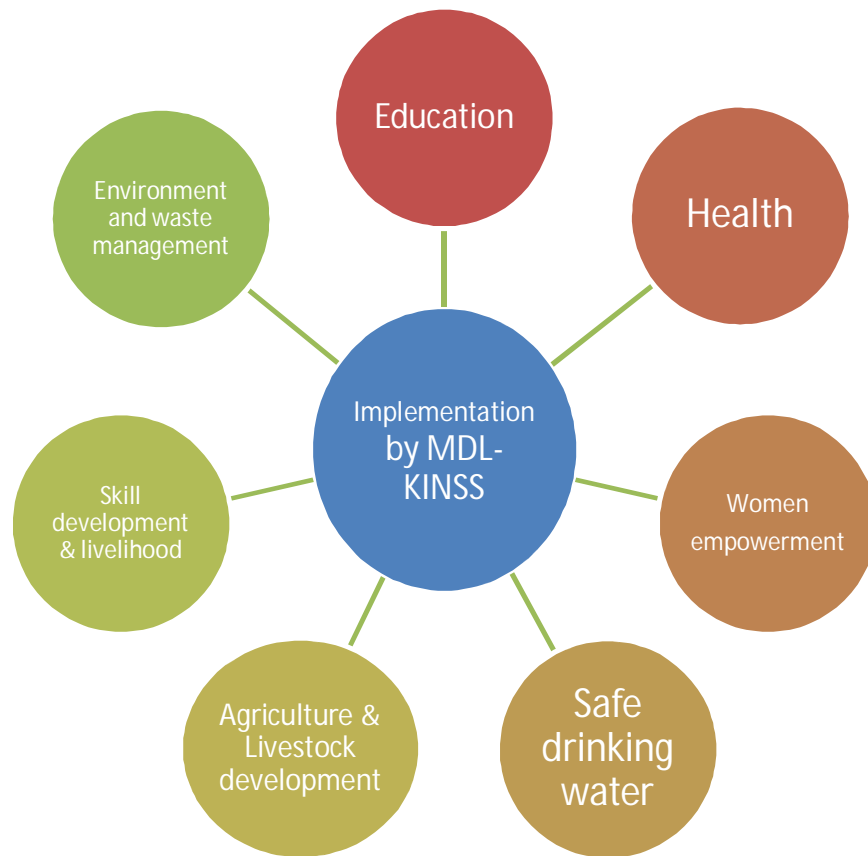 Education
Health
Women
empowerment
Safe
drinking
water
Agriculture &
Livestock
development
Skill
development
& livelihood
Environment
and waste
management
Implementation
by MDL-
KINSS